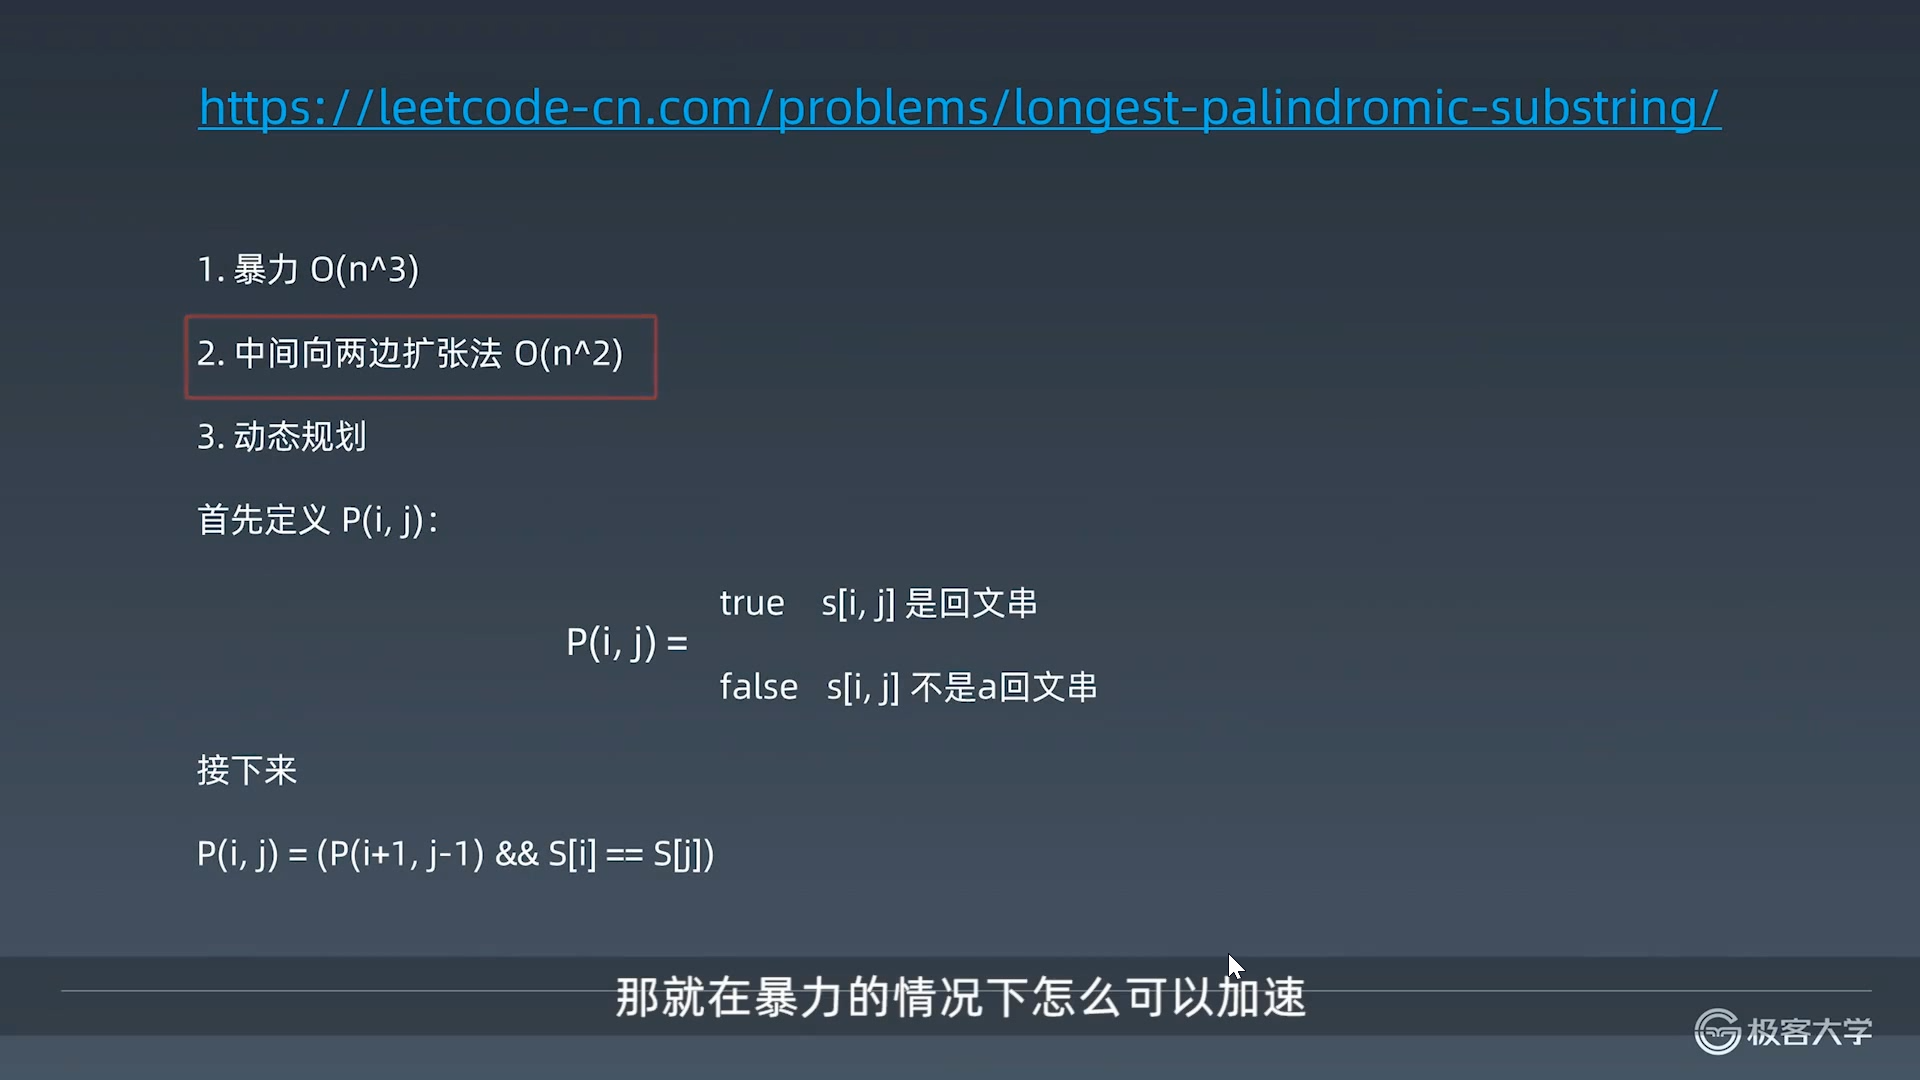 https://leetcode-cn.com/problems/longest-palindromic-substring/
1. 暴力 O(n^3)
2. 中间向两边扩张法 O(n^2)
3. 动态规划
首先定义 P(i, j)：
true s[i, j] 是回文串
P(i, j) =
false s[i, j] 不是a回文串
接下来
P(i, j) = (P(i+1, j-1) && S[i] == S[j])
那就在暴力的情况下怎么可以加速
极客大学